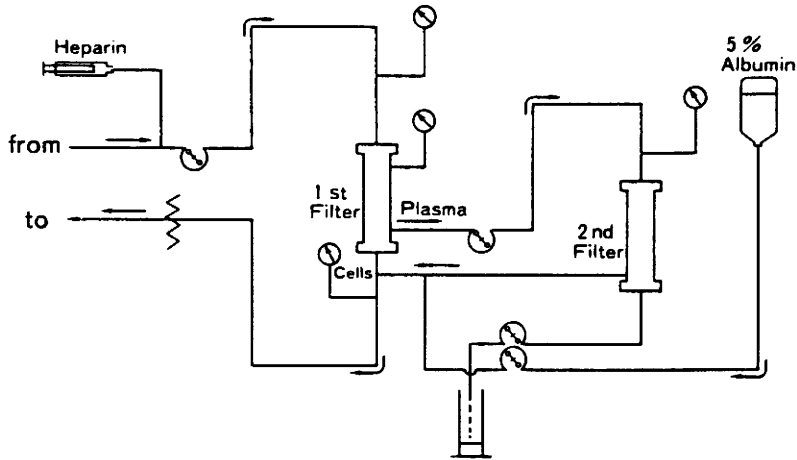 Heparin
5 %
Albumin
from
1 st
Filter
Plasma
to
2 nd
Filter
Cells